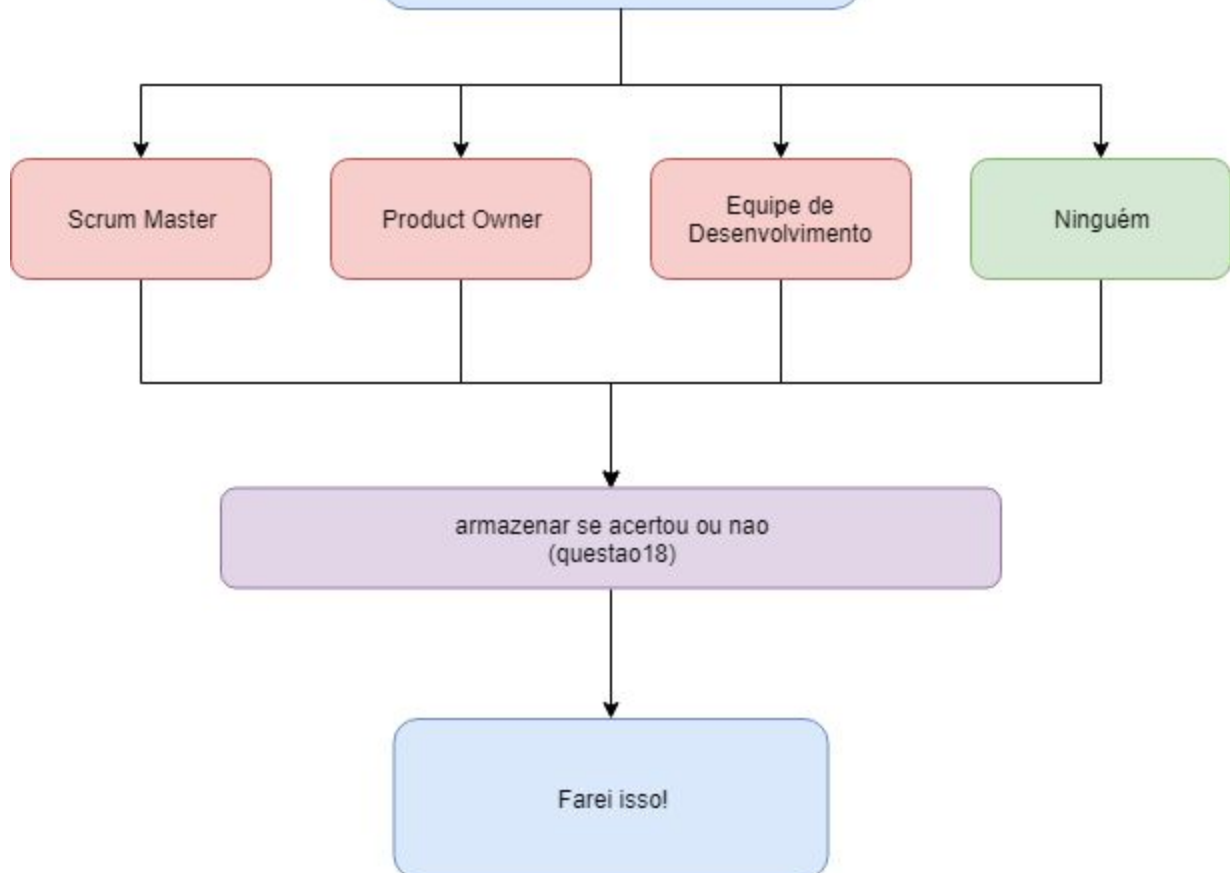 Scrum Master
Product Owner
Equipe de
Desenvolvimento
Ninguém
armazenar se acertou ou nao
(questao18)
Farei isso!